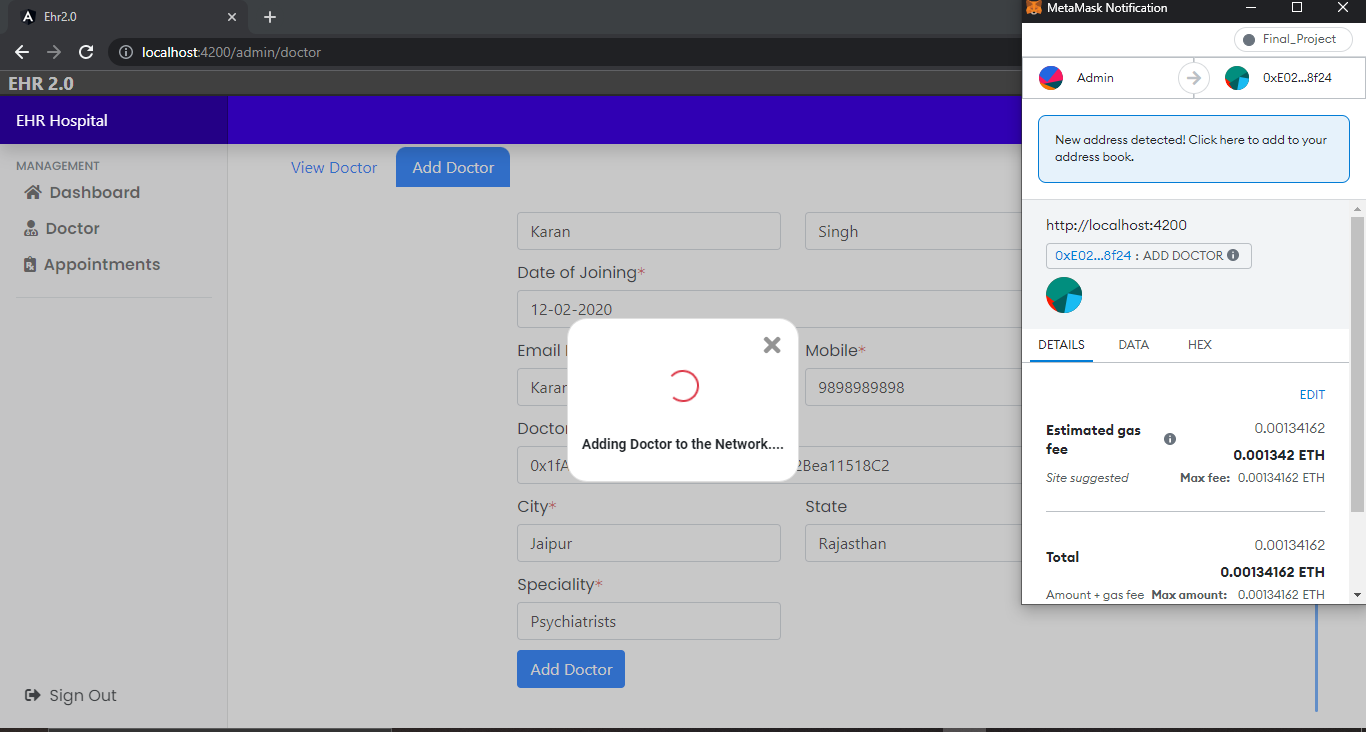 Ehr2.0
localhost:4200/admin/doctor
EHR 2.0
EHR Hospital
MANAGEMENT
Dashboard
Doctor
Appointments
Sign Out
View Doctor
Add Doctor
Karan
Singh
Date of Joining*
12-02-2020
Email
Mobile*
Karan
9898989898
Doctor
0x1fA
2Bea11518C2
City*
State
Jaipur
Rajasthan
Speciality*
Psychiatrists
Add Doctor
Adding Doctor to the Network....
MetaMask Notification
Final_Project
Admin
0xE02...8f24
New address detected! Click here to add to your
address book.
http://localhost:4200
0xE02...8f24 : ADD DOCTOR
DETAILS
DATA
HEX
EDIT
Estimated gas
fee
0.00134162
0.001342 ETH
Site suggested
Max fee: 0.00134162 ETH
0.00134162
Total
0.00134162 ETH
Amount + gas fee Max amount: 0.00134162 ETH